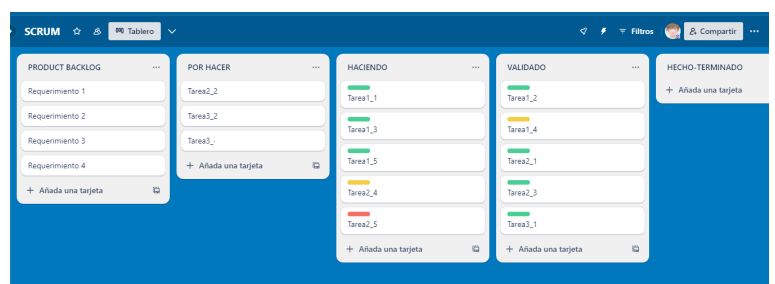 SCRUM Tablero Filtros Compartir
PRODUCT BACKLOG
Requerimiento 1
Requerimiento 2
Requerimiento 3
Requerimiento 4
+ Añada una tarjeta
POR HACER
Tarea2_2
Tarea3_2
Tarea3_
+ Añada una tarjeta
HACIENDO
Tarea1_1
Tarea1_3
Tarea1_5
Tarea2_4
Tarea2_5
+ Añada una tarjeta
VALIDADO
Tarea1_2
Tarea1_4
Tarea2_1
Tarea2_3
Tarea3_1
+ Añada una tarjeta
HECHO-TERMINADO
+ Añada una tarjeta